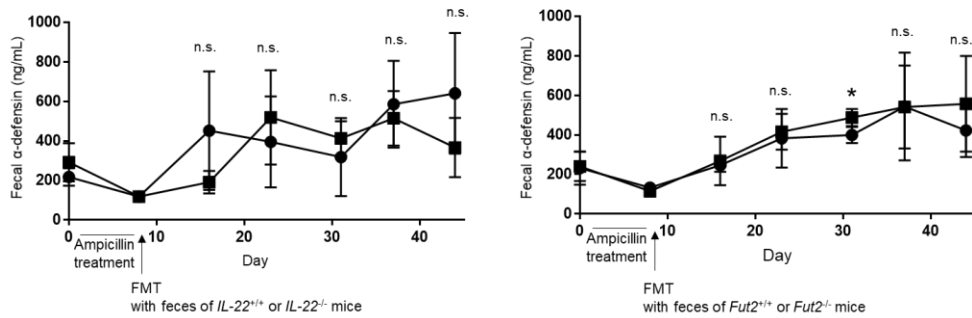 1000
800
600
400
200
0
Fecal α-defensin (ng/mL)
n.s.
n.s.
n.s.
n.s.
n.s.
0 10 20 30 40
Day
Ampicillin
treatment
FMT
with feces of IL-22+/+ or IL-22-/- mice
1000
800
600
400
200
0
Fecal α-defensin (ng/mL)
n.s.
n.s.
*
n.s.
n.s.
0 10 20 30 40
Day
Ampicillin
treatment
FMT
with feces of Fut2+/+ or Fut2-/- mice